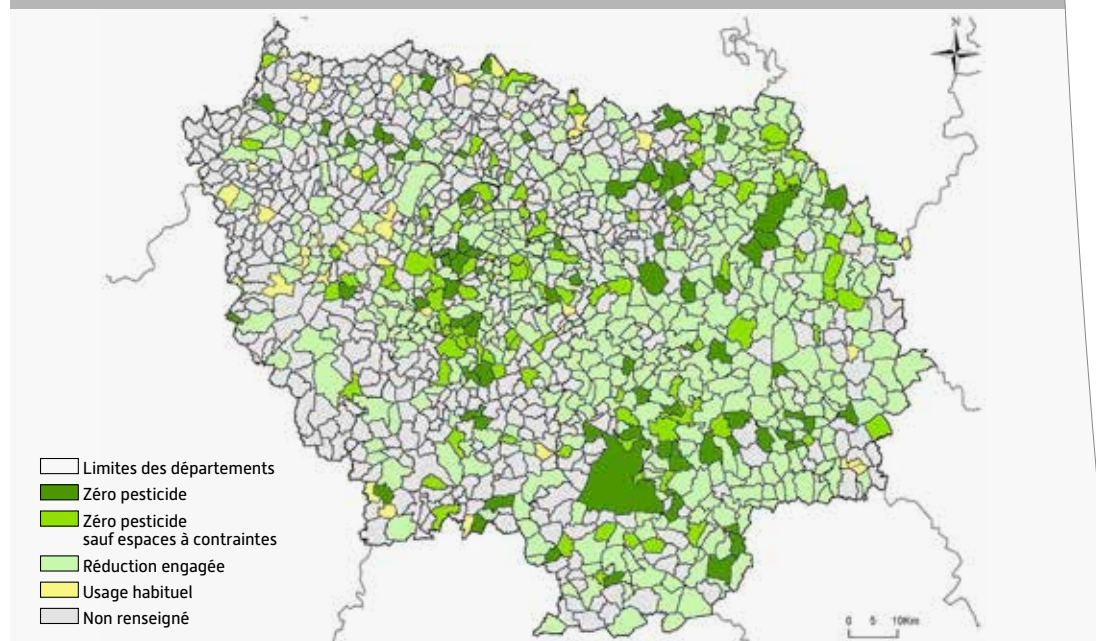 N
Limites des départements
Zéro pesticide
Zéro pesticide
sauf espaces à contraintes
Réduction engagée
Usage habituel
Non renseigné
0 5 10Km